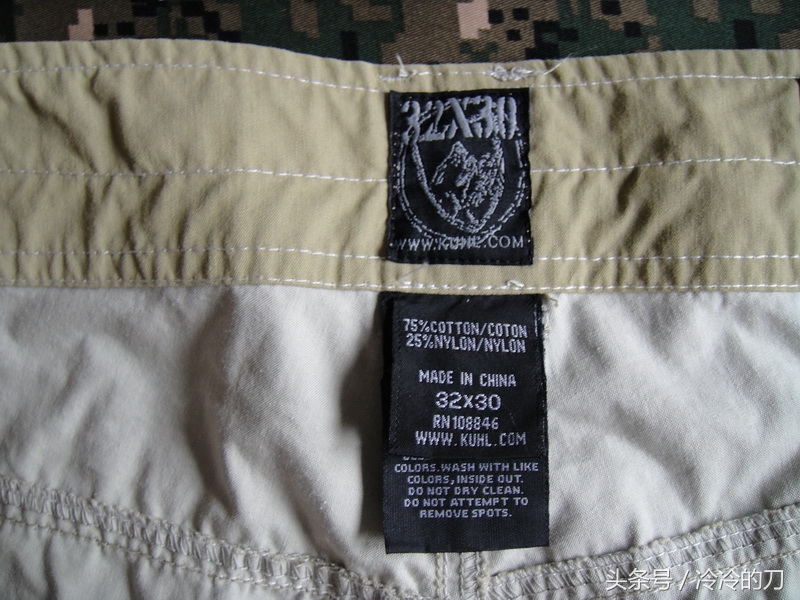 32X30
WWW.KUHL.COM
75%COTTON/COTON
25%NYLON/NYLON
MADE IN CHINA
32X30
RN108846
WWW.KUHL.COM
COLORS.WASH WITH LIKE
COLORS, INSIDE OUT.
DO NOT DRY CLEAN.
DO NOT ATTEMPT TO
REMOVE SPOTS.
头条号 / 冷冷的刀